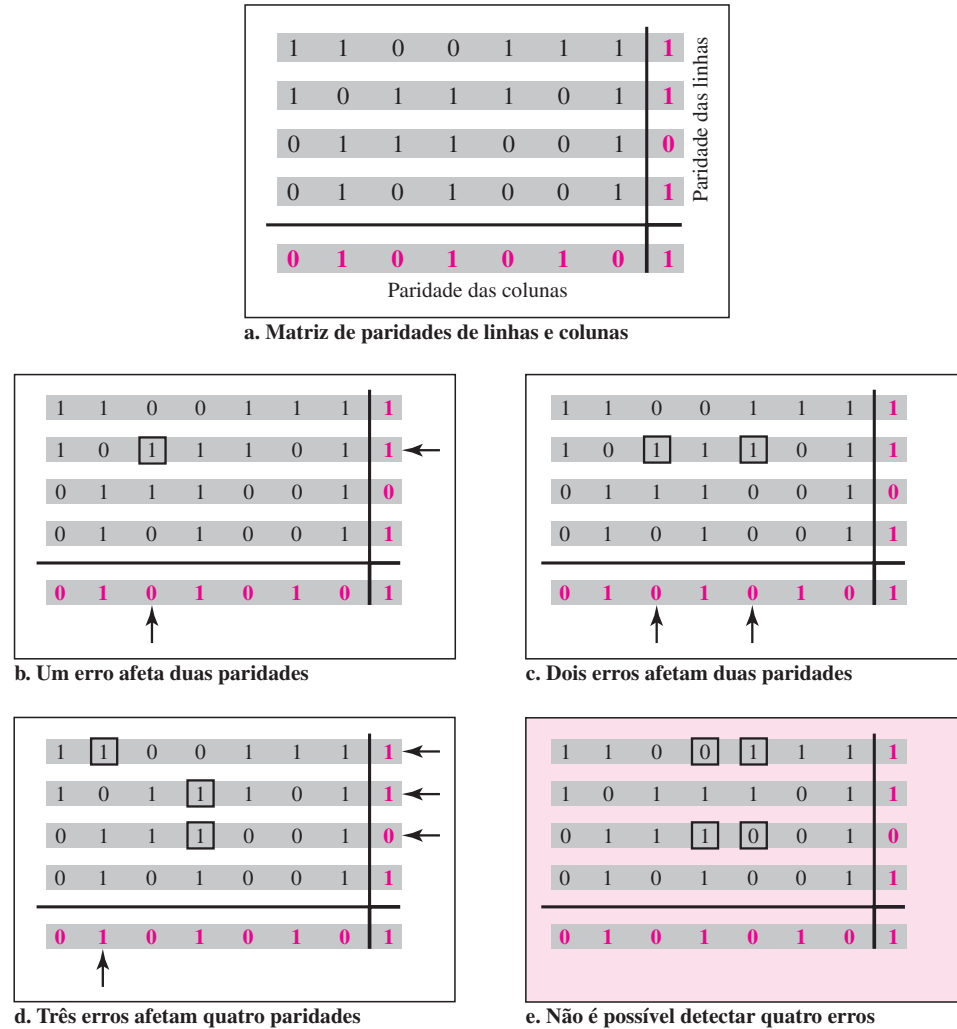 1 1 0 0 1 1 1 1
1 0 1 1 1 0 1 1
0 1 1 1 0 0 1 0
0 1 0 1 0 0 1 1
0 1 0 1 0 1 0 1
Paridade das linhas
Paridade das colunas
a. Matriz de paridades de linhas e colunas
1 1 0 0 1 1 1 1
1 0 1 1 1 0 1 1
0 1 1 1 0 0 1 0
0 1 0 1 0 0 1 1
0 1 0 1 0 1 0 1
b. Um erro afeta duas paridades
1 1 0 0 1 1 1 1
1 0 1 1 1 0 1 1
0 1 1 1 0 0 1 0
0 1 0 1 0 0 1 1
0 1 0 1 0 1 0 1
c. Dois erros afetam duas paridades
1 1 0 0 1 1 1 1
1 0 1 1 1 0 1 1
0 1 1 1 0 0 1 0
0 1 0 1 0 0 1 1
0 1 0 1 0 1 0 1
d. Três erros afetam quatro paridades
1 1 0 0 1 1 1 1
1 0 1 1 1 0 1 1
0 1 1 1 0 0 1 0
0 1 0 1 0 0 1 1
0 1 0 1 0 1 0 1
e. Não é possível detectar quatro erros